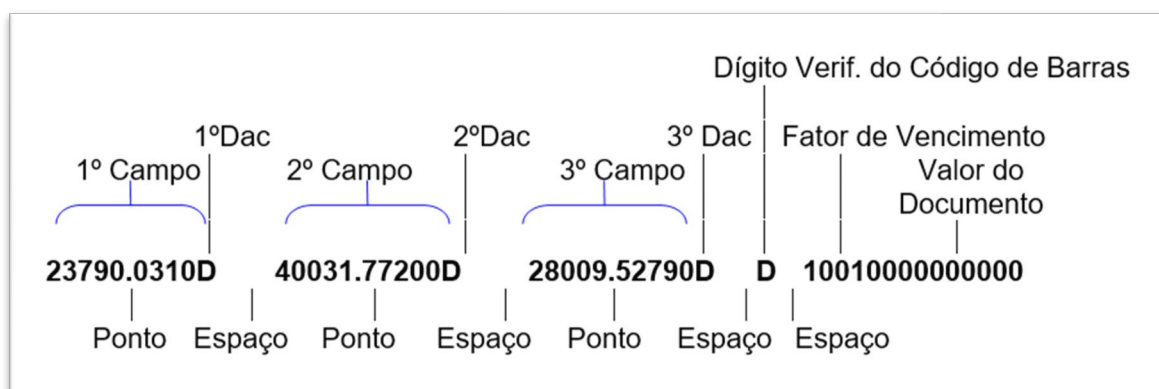 Dígito Verif. do Código de Barras
1ºDac 2ºDac 3º Dac Fator de Vencimento
1º Campo 2º Campo 3º Campo Valor do
Documento
23790.0310D 40031.77200D 28009.52790D D 10010000000000
Ponto Espaço Ponto Espaço Ponto Espaço Espaço